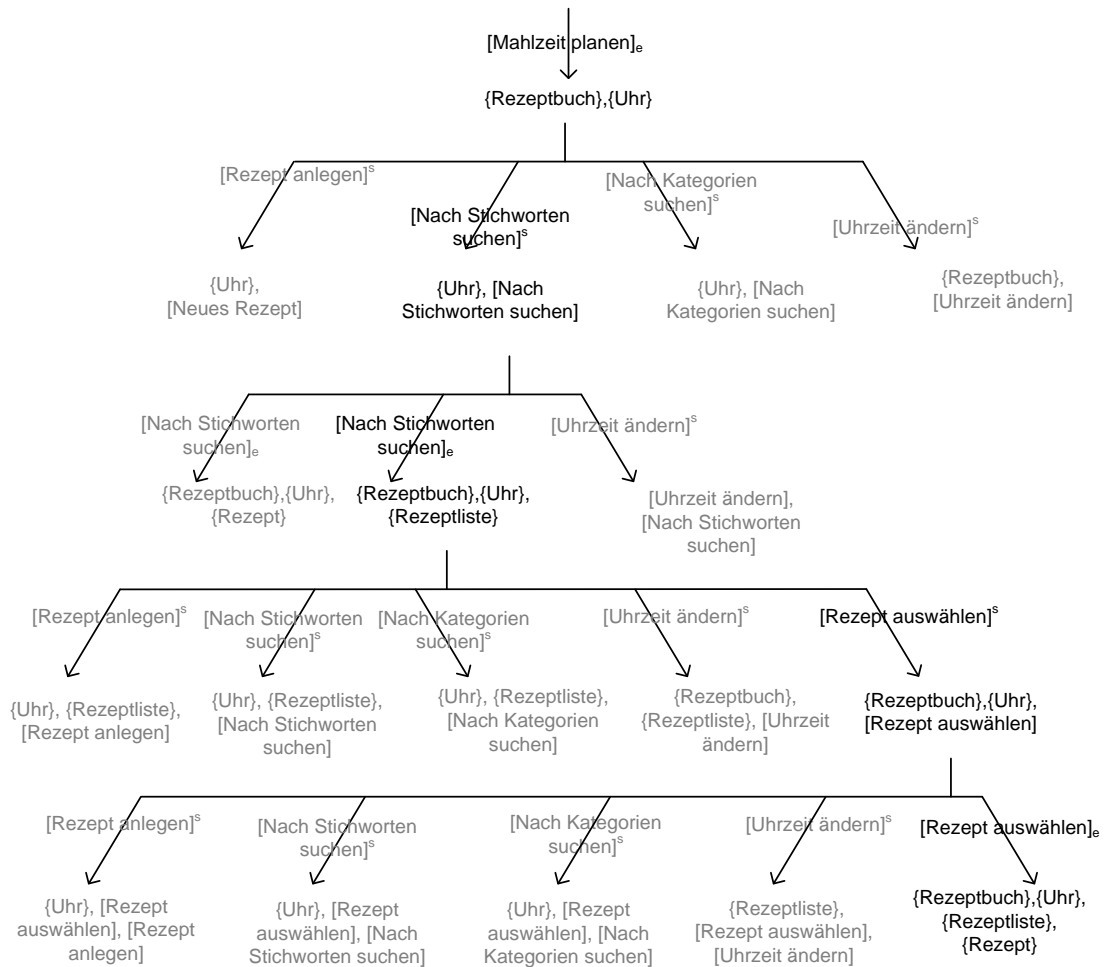 [Mahlzeit planen]e
{Rezeptbuch},{Uhr}
[Rezept anlegen]s
[Nach Stichworten
suchen]s
[Nach Kategorien
suchen]s
[Uhrzeit ändern]s
{Uhr},
[Neues Rezept]
{Uhr}, [Nach
Stichworten suchen]
{Uhr}, [Nach
Kategorien suchen]
{Rezeptbuch},
[Uhrzeit ändern]
[Nach Stichworten
suchen]e
[Nach Stichworten
suchen]e
[Uhrzeit ändern]s
{Rezeptbuch},{Uhr},
{Rezept}
{Rezeptbuch},{Uhr},
{Rezeptliste}
[Uhrzeit ändern],
[Nach Stichworten
suchen]
[Rezept anlegen]s
[Nach Stichworten
suchen]s
[Nach Kategorien
suchen]s
[Uhrzeit ändern]s
[Rezept auswählen]s
{Uhr}, {Rezeptliste},
[Rezept anlegen]
{Uhr}, {Rezeptliste},
[Nach Stichworten
suchen]
{Uhr}, {Rezeptliste},
[Nach Kategorien
suchen]
{Rezeptbuch},
{Rezeptliste}, [Uhrzeit
ändern]
{Rezeptbuch},{Uhr},
[Rezept auswählen]
[Rezept anlegen]s
[Nach Stichworten
suchen]s
[Nach Kategorien
suchen]s
[Uhrzeit ändern]s
[Rezept auswählen]e
{Uhr}, [Rezept
auswählen], [Rezept
anlegen]
{Uhr}, [Rezept
auswählen], [Nach
Stichworten suchen]
{Uhr}, [Rezept
auswählen], [Nach
Kategorien suchen]
{Rezeptliste},
[Rezept auswählen],
[Uhrzeit ändern]
{Rezeptbuch},{Uhr},
{Rezeptliste},
{Rezept}